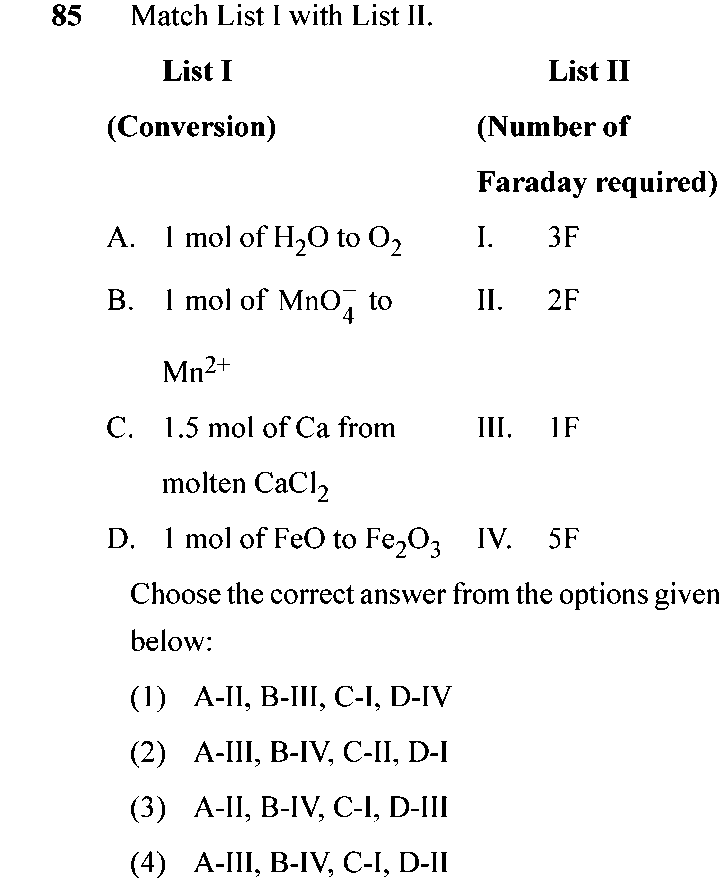 85 Match List I with List II.
List I List II
(Conversion) (Number of
Faraday required)
A. 1 mol of H₂O to O₂ I. 3F
B. 1 mol of MnO₄⁻ to II. 2F
Mn²⁺
C. 1.5 mol of Ca from III. 1F
molten CaCl₂
D. 1 mol of FeO to Fe₂O₃ IV. 5F
Choose the correct answer from the options given
below:
(1) A-II, B-III, C-I, D-IV
(2) A-III, B-IV, C-II, D-I
(3) A-II, B-IV, C-I, D-III
(4) A-III, B-IV, C-I, D-II